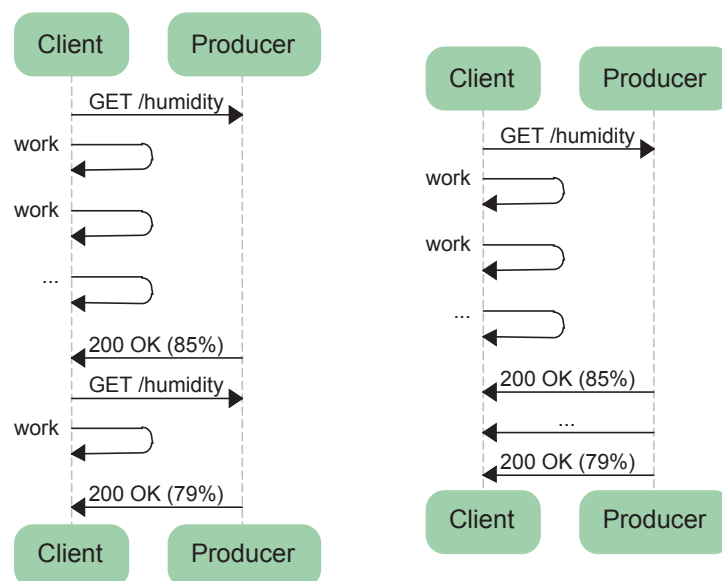 Client Producer
GET /humidity
work
work
...
200 OK (85%)
GET /humidity
work
200 OK (79%)
Client Producer
Client Producer
GET /humidity
work
work
...
200 OK (85%)
...
200 OK (79%)
Client Producer